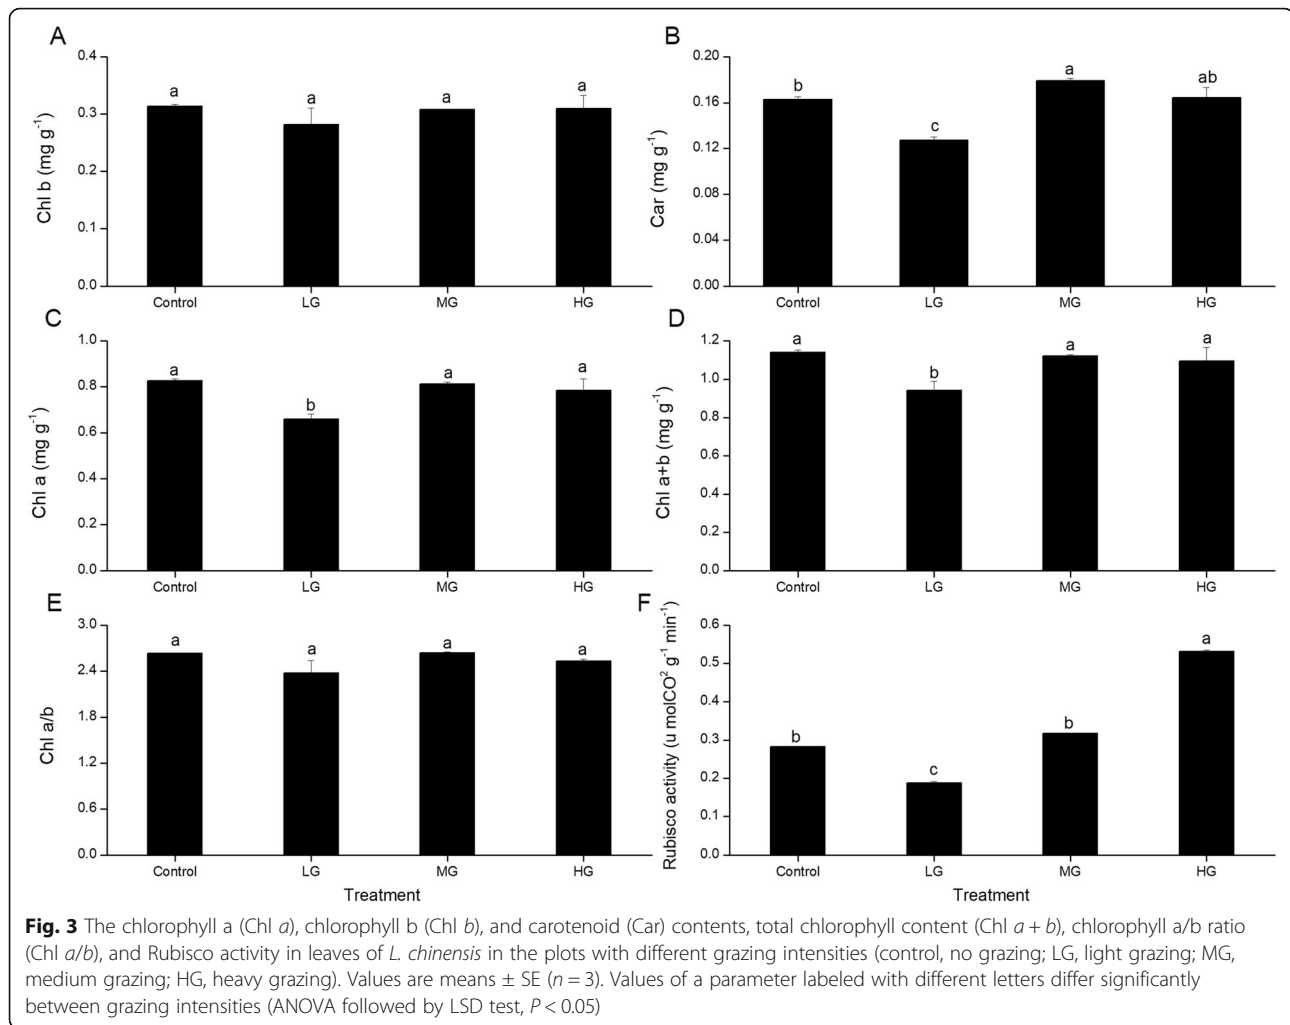 A
B
0.4
0.3
0.2
0.1
0.0
Chl b (mg g⁻¹)
a
a
a
a
Control
LG
MG
HG
0.20
0.16
0.12
0.08
0.04
0.00
Car (mg g⁻¹)
b
c
a
ab
Control
LG
MG
HG
C
D
1.0
0.8
0.6
0.4
0.2
0.0
Chl a (mg g⁻¹)
a
b
a
a
Control
LG
MG
HG
1.2
1.0
0.8
0.6
0.4
0.2
0.0
Chl a+b (mg g⁻¹)
a
b
a
a
Control
LG
MG
HG
E
F
3.0
2.4
1.8
1.2
0.6
0.0
Chl a/b
a
a
a
a
Control
LG
MG
HG
Treatment
0.6
0.5
0.4
0.3
0.2
0.1
0.0
Rubisco activity (u molCO² g⁻¹ min⁻¹)
b
c
b
a
Control
LG
MG
HG
Treatment
Fig. 3 The chlorophyll a (Chl a), chlorophyll b (Chl b), and carotenoid (Car) contents, total chlorophyll content (Chl a + b), chlorophyll a/b ratio
(Chl a/b), and Rubisco activity in leaves of L. chinensis in the plots with different grazing intensities (control, no grazing; LG, light grazing; MG,
medium grazing; HG, heavy grazing). Values are means ± SE (n = 3). Values of a parameter labeled with different letters differ significantly
between grazing intensities (ANOVA followed by LSD test, P < 0.05)